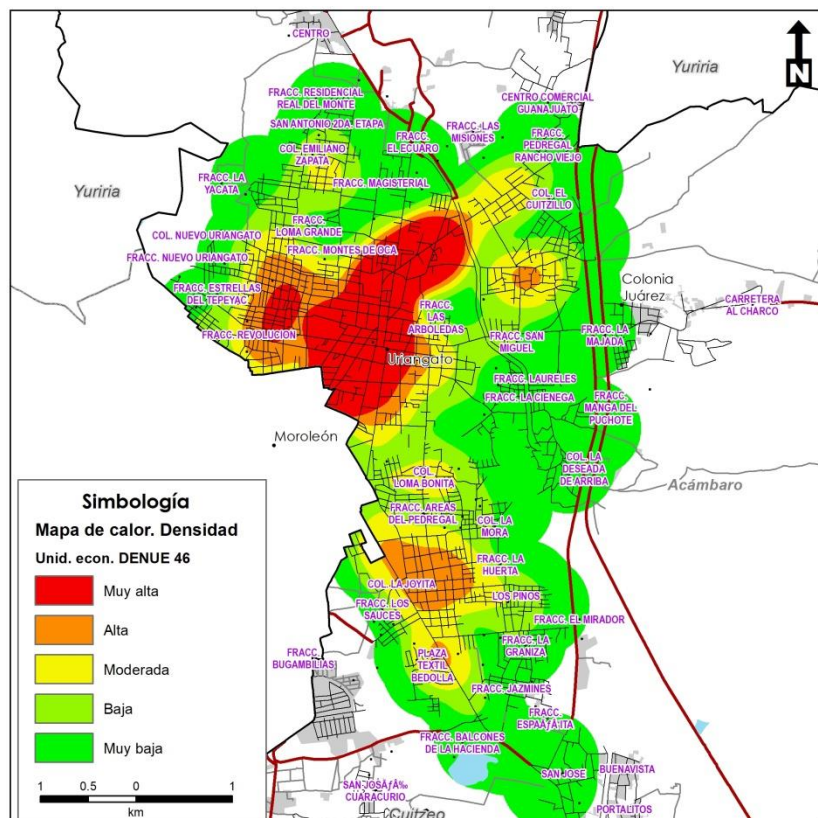 CENTRO
Yuriria
N
FRACC. RESIDENCIAL
REAL DEL MONTE
CENTRO COMERCIAL
GUANAJUATO
SAN ANTONIO 2DA. ETAPA
FRACC.
EL ECUARO
FRACC. LAS
MISIONES
FRACC.
PEDREGAL
RANCHO VIEJO
COL. EMILIANO
ZAPATA
FRACC. LA
YACATA
FRACC. MAGISTERIAL
Yuriria
COL. EL
CUITZILLO
COL. NUEVO URIANGATO
FRACC.
LOMA GRANDE
FRACC. NUEVO URIANGATO
FRACC. MONTES DE OCA
FRACC. ESTRELLAS
DEL TEPEYAC
Colonia
Juárez
CARRETERA
AL CHARCO
FRACC.
LAS
ARBOLEDAS
FRACC. REVOLUCION
FRACC. SAN
MIGUEL
FRACC. LA
MAJADA
Uriangato
FRACC. LAURELES
FRACC. LA CIENEGA
FRACC.
MANGA DEL
PUCHOTE
Moroleón
COL.
LOMA BONITA
COL. LA
DESEADA
DE ARRIBA
Acámbaro
FRACC. AREAS
DEL PEDREGAL
COL. LA
MORA
FRACC. LA
HUERTA
COL. LA JOYITA
LOS PINOS
FRACC. LOS
SAUCES
FRACC. EL MIRADOR
FRACC.
BUGAMBILIAS
PLAZA
TEXTIL
BEDOLLA
FRACC. LA
GRANIZA
FRACC. JAZMINES
FRACC.
ESPAÃƒÂ‘ITA
FRACC. BALCONES
DE LA HACIENDA
SAN JOSE
BUENAVISTA
SAN JOSÃƒÂ‰
CUARACURIO
PORTALITOS
Cuitzeo
Simbología
Mapa de calor. Densidad
Unid. econ. DENUE 46
Muy alta
Alta
Moderada
Baja
Muy baja
1 0.5 0 1
km